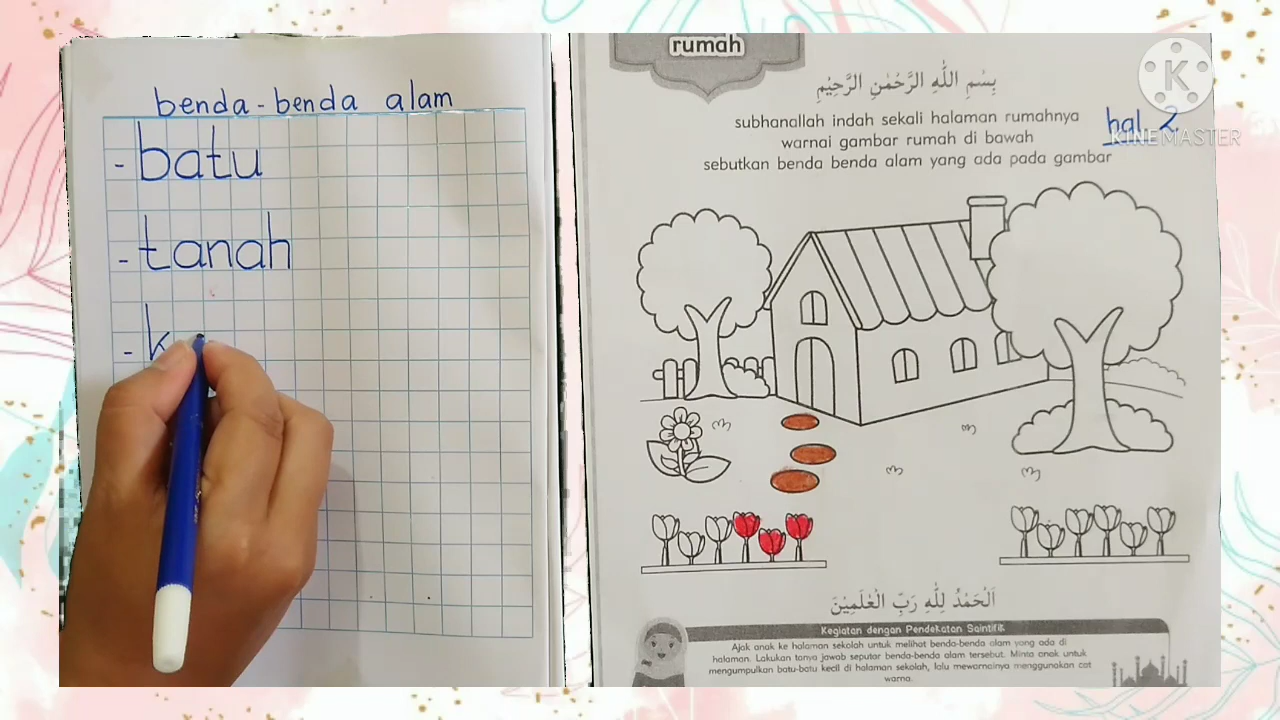 benda-benda alam
- batu
- tanah
- k
rumah
بِسْمِ اللّٰهِ الرَّحْمٰنِ الرَّحِيْمِ
subhanallah indah sekali halaman rumahnya
warnai gambar rumah di bawah
sebutkan benda benda alam yang ada pada gambar
hal 2
K
KINEMASTER
اَلْحَمْدُ لِلّٰهِ رَبِّ الْعٰلَمِيْنَ
Kegiatan dengan Pendekatan Saintifik
Ajak anak ke halaman sekolah untuk melihat benda-benda alam yang ada di
halaman. Lakukan tanya jawab seputar benda-benda alam tersebut. Minta anak untuk
mengumpulkan batu-batu kecil di halaman sekolah, lalu mewarnainya menggunakan cat
warna.